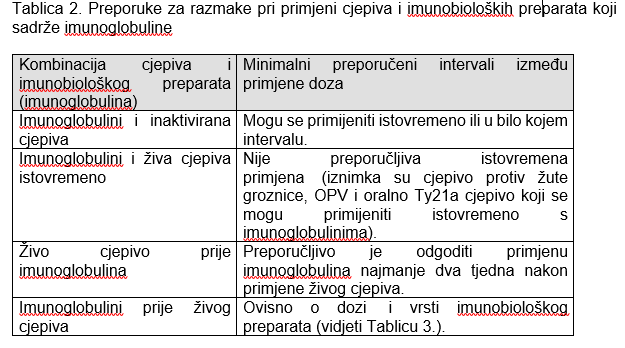 Tablica 2. Preporuke za razmake pri primjeni cjepiva i imunobioloških preparata koji
sadrže imunoglobuline
Kombinacija cjepiva i
imunobiološkog preparata
(imunoglobulina)
Minimalni preporučeni intervali između
primjene doza
Imunoglobulini i inaktivirana
cjepiva
Mogu se primijeniti istovremeno ili u bilo kojem
intervalu.
Imunoglobulini i živa cjepiva
istovremeno
Nije preporučljiva istovremena
primjena (iznimka su cjepivo protiv žute
groznice, OPV i oralno Ty21a cjepivo koji se
mogu primijeniti istovremeno s
imunoglobulinima).
Živo cjepivo prije
imunoglobulina
Preporučljivo je odgoditi primjenu
imunoglobulina najmanje dva tjedna nakon
primjene živog cjepiva.
Imunoglobulini prije živog
cjepiva
Ovisno o dozi i vrsti imunobiološkog
preparata (vidjeti Tablicu 3.).